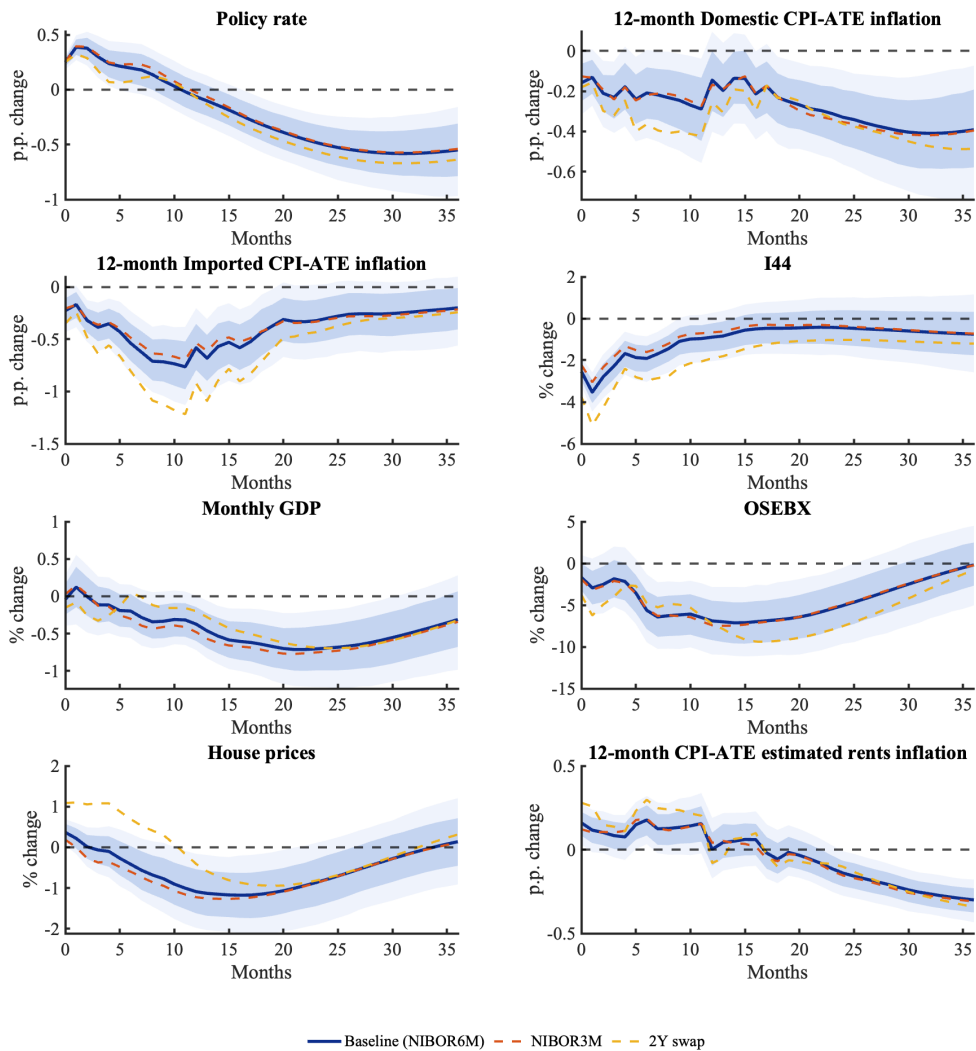 Policy rate
p.p. change
0.5
0
-0.5
-1
0 5 10 15 20 25 30 35
Months
12-month Domestic CPI-ATE inflation
p.p. change
0
-0.2
-0.4
-0.6
0 5 10 15 20 25 30 35
Months
12-month Imported CPI-ATE inflation
p.p. change
0
-0.5
-1
-1.5
0 5 10 15 20 25 30 35
Months
I44
% change
2
0
-2
-4
-6
0 5 10 15 20 25 30 35
Months
Monthly GDP
% change
1
0.5
0
-0.5
-1
0 5 10 15 20 25 30 35
Months
OSEBX
% change
5
0
-5
-10
-15
0 5 10 15 20 25 30 35
Months
House prices
% change
2
1
0
-1
-2
0 5 10 15 20 25 30 35
Months
12-month CPI-ATE estimated rents inflation
p.p. change
0.5
0
-0.5
0 5 10 15 20 25 30 35
Months
Baseline (NIBOR6M) NIBOR3M 2Y swap